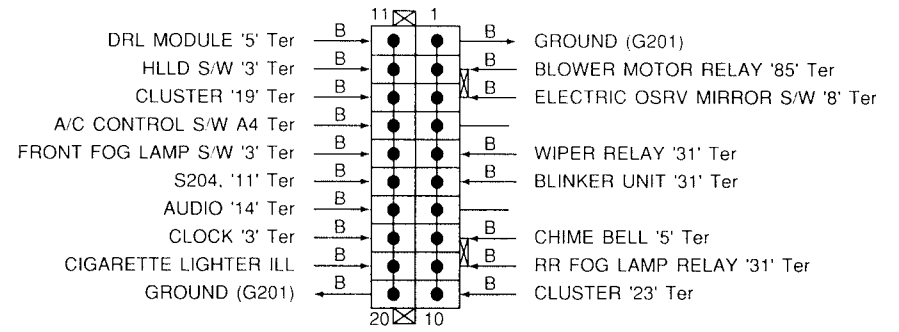 11 1
DRL MODULE '5' Ter B B GROUND (G201)
HLLD S/W '3' Ter B B BLOWER MOTOR RELAY '85' Ter
CLUSTER '19' Ter B B ELECTRIC OSRV MIRROR S/W '8' Ter
A/C CONTROL S/W A4 Ter B
FRONT FOG LAMP S/W '3' Ter B B WIPER RELAY '31' Ter
S204, '11' Ter B B BLINKER UNIT '31' Ter
AUDIO '14' Ter B
CLOCK '3' Ter B B CHIME BELL '5' Ter
CIGARETTE LIGHTER ILL B B RR FOG LAMP RELAY '31' Ter
GROUND (G201) B B CLUSTER '23' Ter
20 10